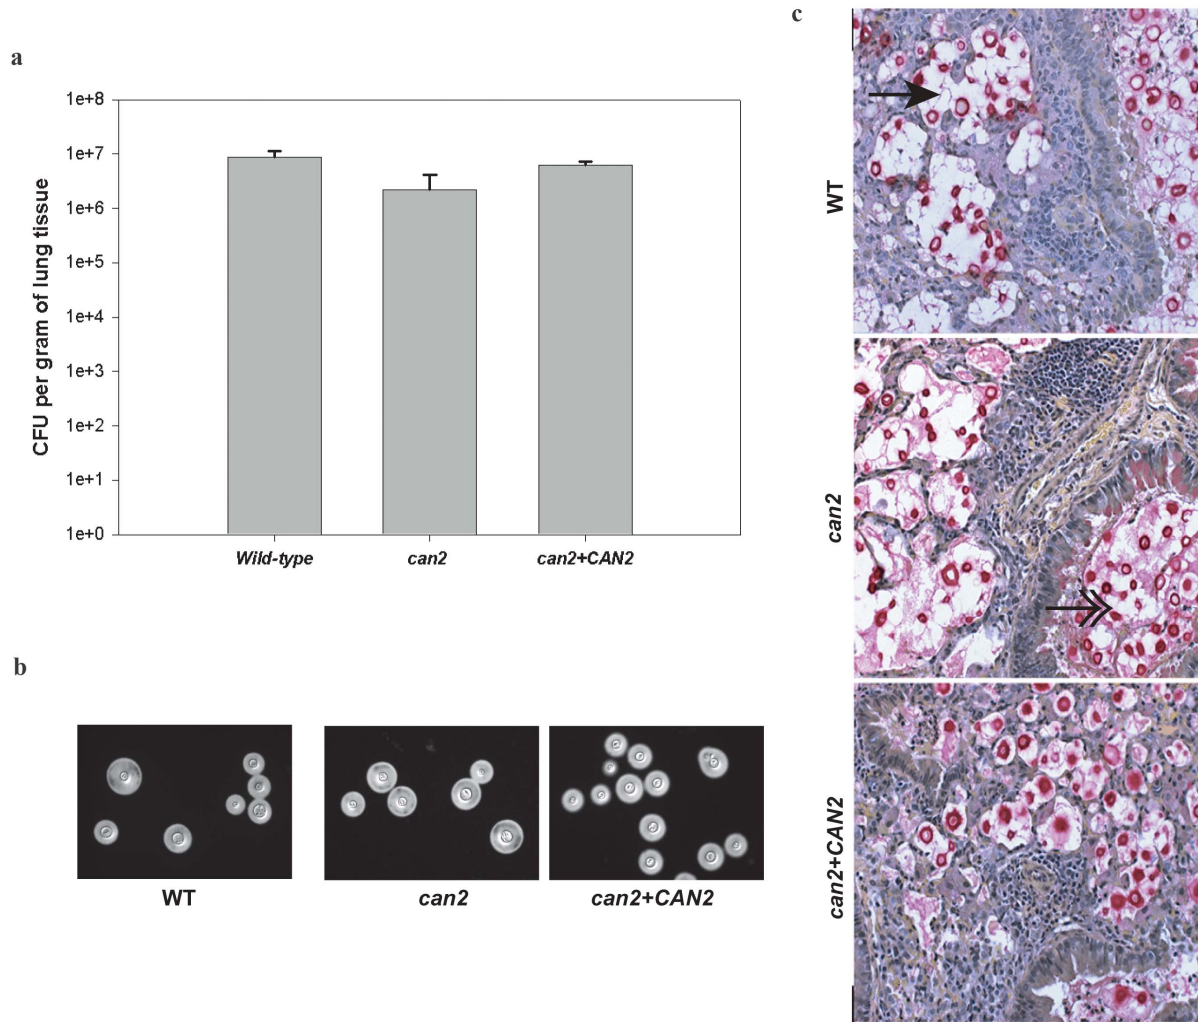 a
CFU per gram of lung tissue
1e+8
1e+7
1e+6
1e+5
1e+4
1e+3
1e+2
1e+1
1e+0
Wild-type can2 can2+CAN2
b
WT can2 can2+CAN2
c
WT
can2
can2+CAN2